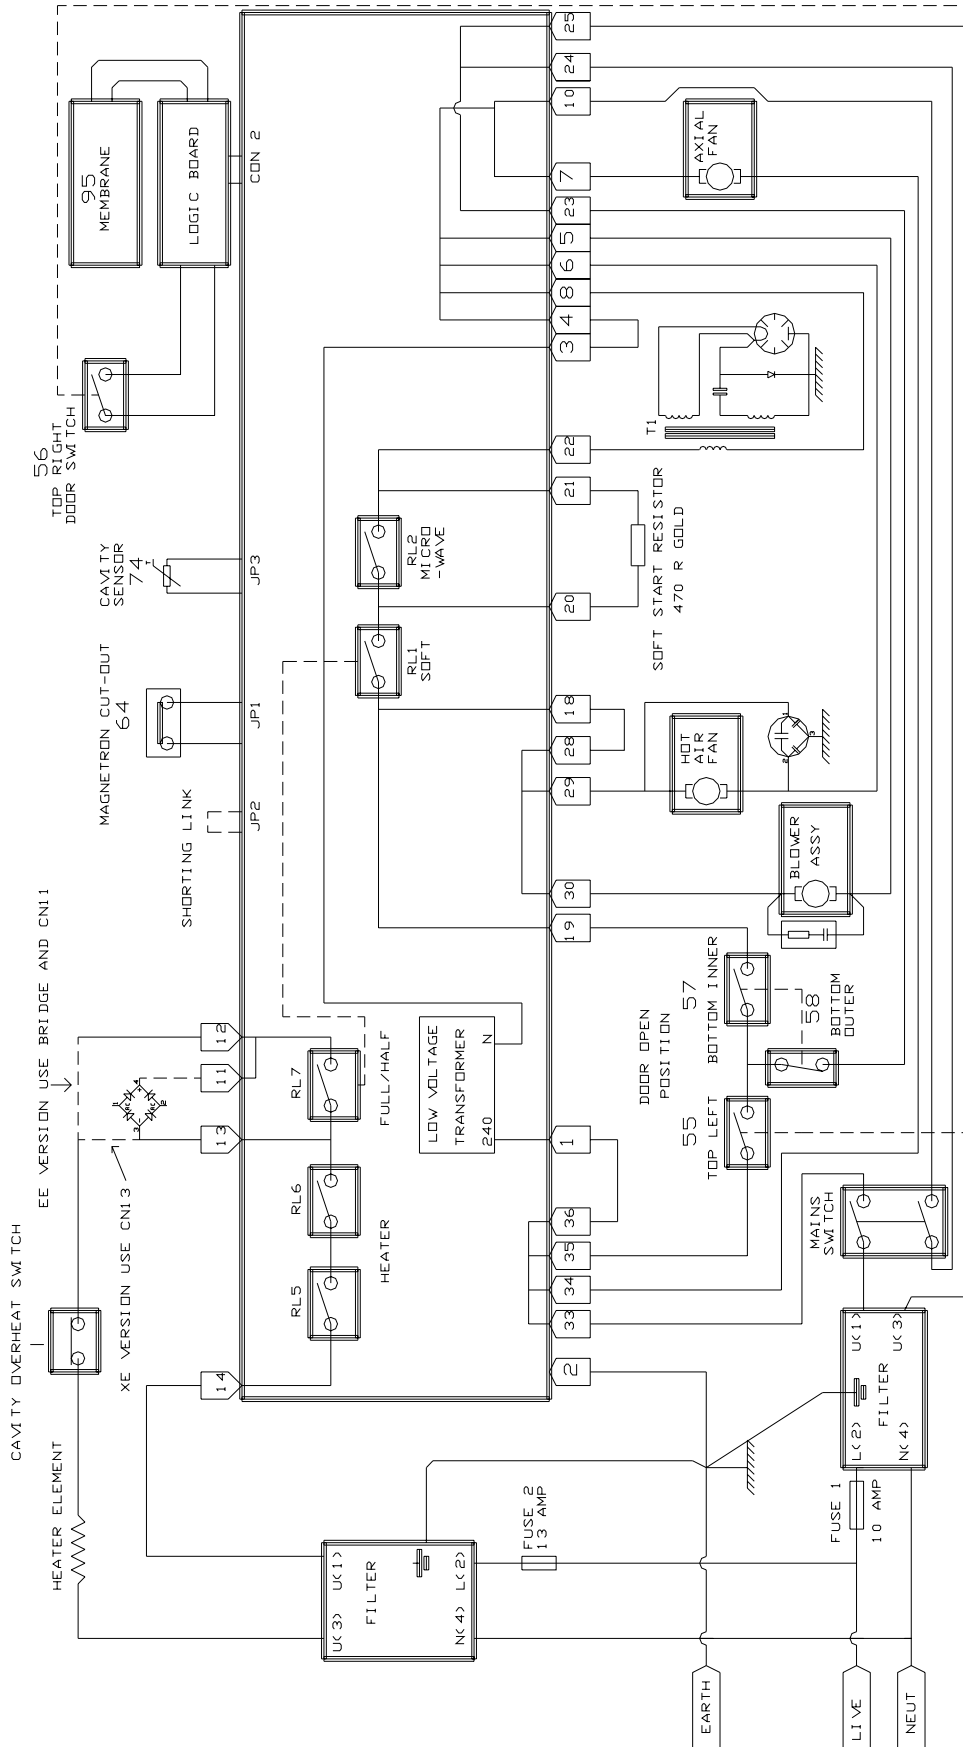 EARTH
LIVE
NEUT
FUSE 1
10 AMP
FUSE 2
13 AMP
FILTER
U(3)
U(1)
N(4)
L(2)
FILTER
L(2)
U(1)
N(4)
U(3)
HEATER ELEMENT
CAVITY OVERHEAT SWITCH
XE VERSION USE CN13
EE VERSION USE BRIDGE AND CN11
14
13
11
12
RL5
RL6
RL7
HEATER
FULL/HALF
LOW VOLTAGE
TRANSFORMER
240
N
SHORTING LINK
JP2
MAGNETRON CUT-OUT
64
JP1
CAVITY
SENSOR
74
JP3
56
TOP RIGHT
DOOR SWITCH
95
MEMBRANE
LOGIC BOARD
CON 2
RL1
SOFT
RL2
MICRO
-WAVE
2
33
34
35
36
1
19
30
29
28
18
20
21
22
3
4
8
6
5
23
7
10
24
25
MAINS
SWITCH
55
TOP LEFT
DOOR OPEN
POSITION
57
BOTTOM INNER
58
BOTTOM
OUTER
BLOWER
ASSY
HOT
AIR
FAN
1
2
3
SOFT START RESISTOR
470 R GOLD
T1
AXIAL
FAN